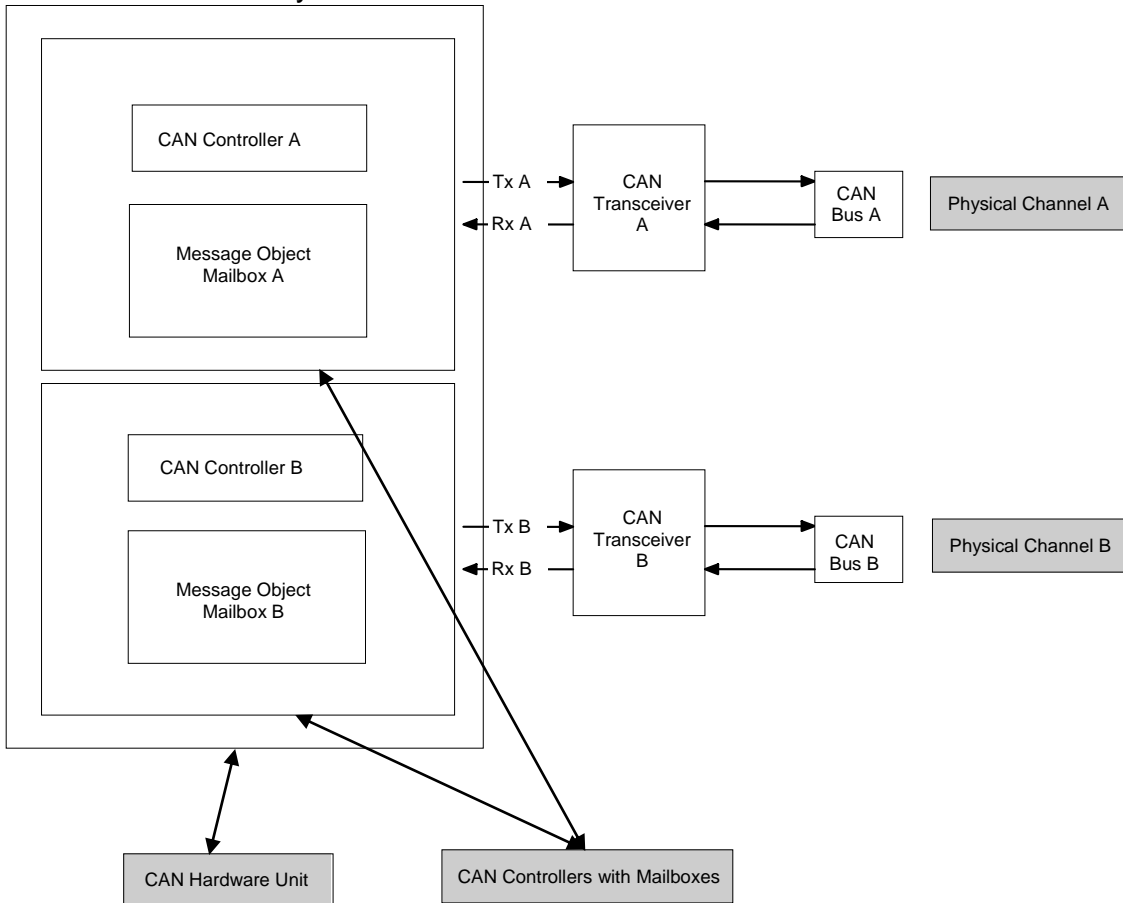 CAN Controller A
Message Object
Mailbox A
Tx A
Rx A
CAN
Transceiver
A
CAN
Bus A
Physical Channel A
CAN Controller B
Message Object
Mailbox B
Tx B
Rx B
CAN
Transceiver
B
CAN
Bus B
Physical Channel B
CAN Hardware Unit
CAN Controllers with Mailboxes